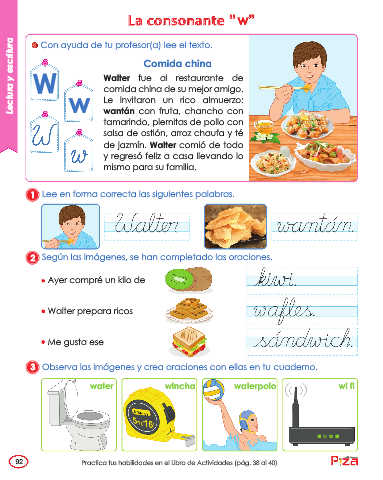 La consonante "w"
Lectura y escritura
Con ayuda de tu profesor(a) lee el texto.
Comida china
W
w
W
w
Walter fue al restaurante de
comida china de su mejor amigo.
Le invitaron un rico almuerzo:
wantán con fruta, chancho con
tamarindo, piernitas de pollo con
salsa de ostión, arroz chaufa y té
de jazmín. Walter comió de todo
y regresó feliz a casa llevando lo
mismo para su familia.
1 Lee en forma correcta las siguientes palabras.
Walter
wantán.
2 Según las imágenes, se han completado las oraciones.
Ayer compré un kilo de
kiwi.
Walter prepara ricos
wafles.
Me gusta ese
sándwich.
3 Observa las imágenes y crea oraciones con ellas en tu cuaderno.
water
wincha
waterpolo
wi fi
92
Practica tus habilidades en el Libro de Actividades (pág. 38 al 40)